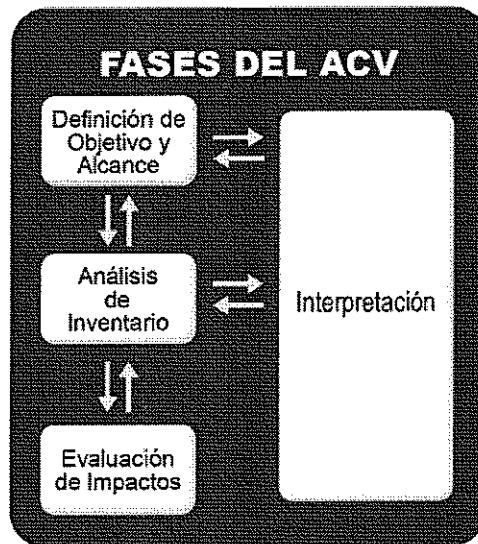 FASES DEL ACV
Definición de
Objetivo y
Alcance
Análisis
de
Inventario
Evaluación
de Impactos
Interpretación